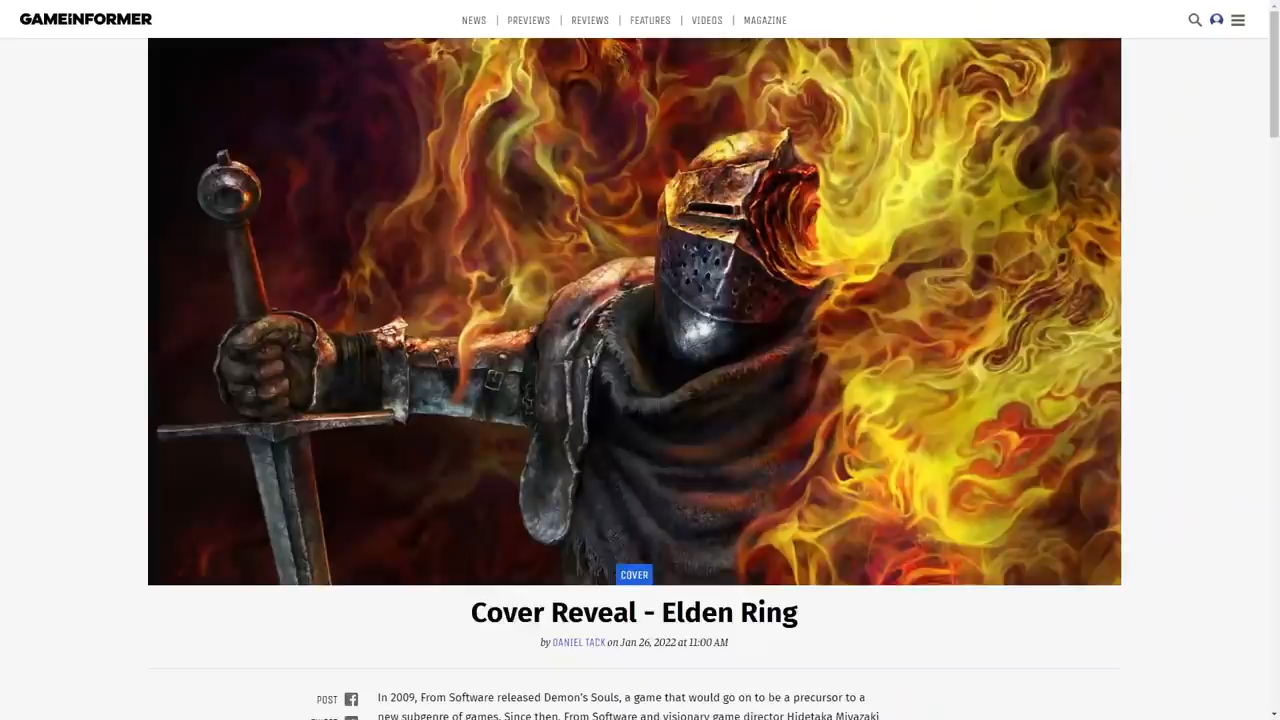 GAMEINFORMER
NEWS | PREVIEWS | REVIEWS | FEATURES | VIDEOS | MAGAZINE
COVER
Cover Reveal - Elden Ring
by DANIEL TACK on Jan 26, 2022 at 11:00 AM
POST
In 2009, From Software released Demon's Souls, a game that would go on to be a precursor to a
new subgenre of games. Since then, From Software and visionary game director Hidetaka Miyazaki